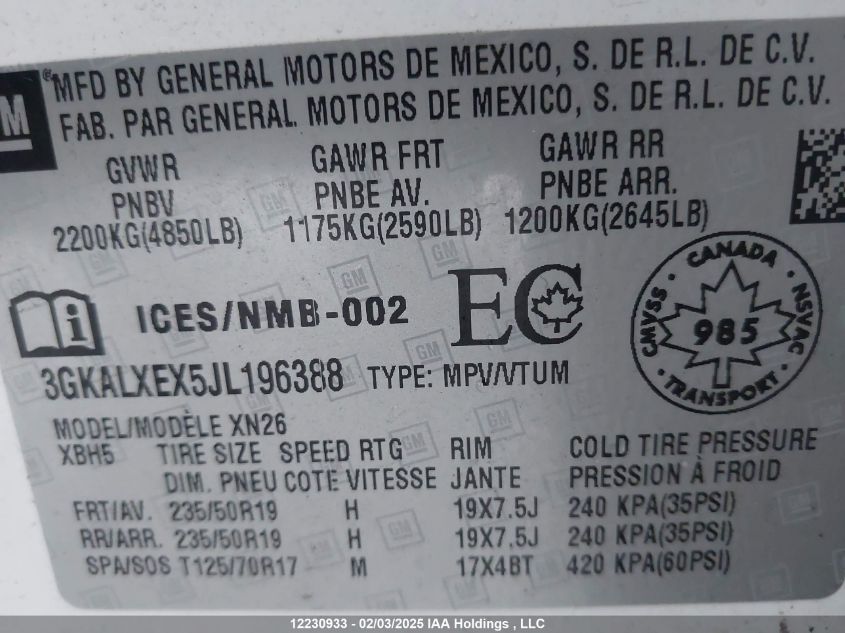 GM
® MFD BY GENERAL MOTORS DE MEXICO, S. DE R.L. DE C.V.
FAB. PAR GENERAL MOTORS DE MEXICO, S. DE R.L. DE C.V.
GVWR GAWR FRT GAWR RR
PNBV PNBE AV. PNBE ARR.
2200KG(4850LB) 1175KG(2590LB) 1200KG(2645LB)
ICES/NMB-002 EC
CANADA
CMVSS 985 NSVAC
TRANSPORT
3GKALXEX5JL196388 TYPE: MPV/VTUM
MODEL/MODÈLE XN26
XBH5 TIRE SIZE SPEED RTG RIM COLD TIRE PRESSURE
DIM. PNEU COTE VITESSE JANTE PRESSION À FROID
FRT/AV. 235/50R19 H 19X7.5J 240 KPA(35PSI)
RR/ARR. 235/50R19 H 19X7.5J 240 KPA(35PSI)
SPA/SOS T125/70R17 M 17X4BT 420 KPA(60PSI)
12230933 - 02/03/2025 IAA Holdings , LLC